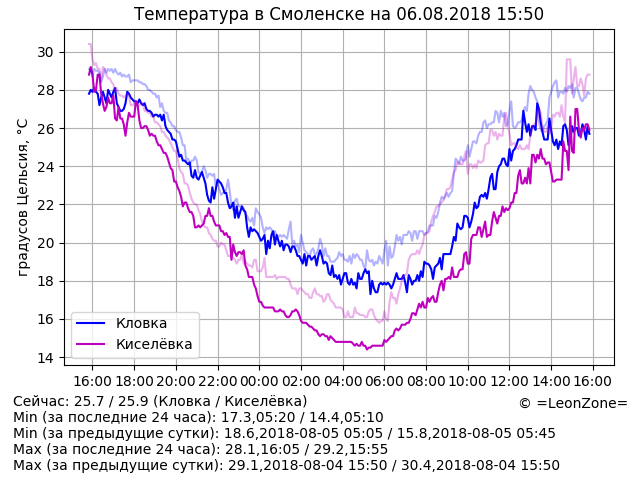 Температура в Смоленске на 06.08.2018 15:50
градусов Цельсия, °C
30
28
26
24
22
20
18
16
14
16:00 18:00 20:00 22:00 00:00 02:00 04:00 06:00 08:00 10:00 12:00 14:00 16:00
Кловка
Киселёвка
Сейчас: 25.7 / 25.9 (Кловка / Киселёвка)
© =LeonZone=
Min (за последние 24 часа): 17.3,05:20 / 14.4,05:10
Min (за предыдущие сутки): 18.6,2018-08-05 05:05 / 15.8,2018-08-05 05:45
Max (за последние 24 часа): 28.1,16:05 / 29.2,15:55
Max (за предыдущие сутки): 29.1,2018-08-04 15:50 / 30.4,2018-08-04 15:50